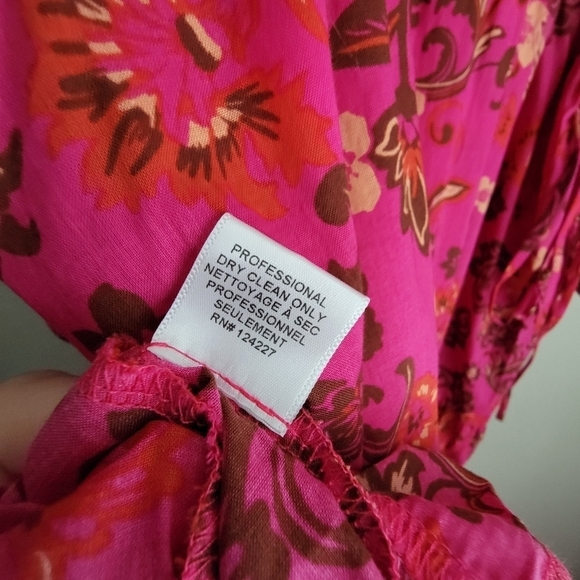 PROFESSIONAL
DRY CLEAN ONLY
NETTOYAGE À SEC
PROFESSIONNEL
SEULEMENT
RN# 124227